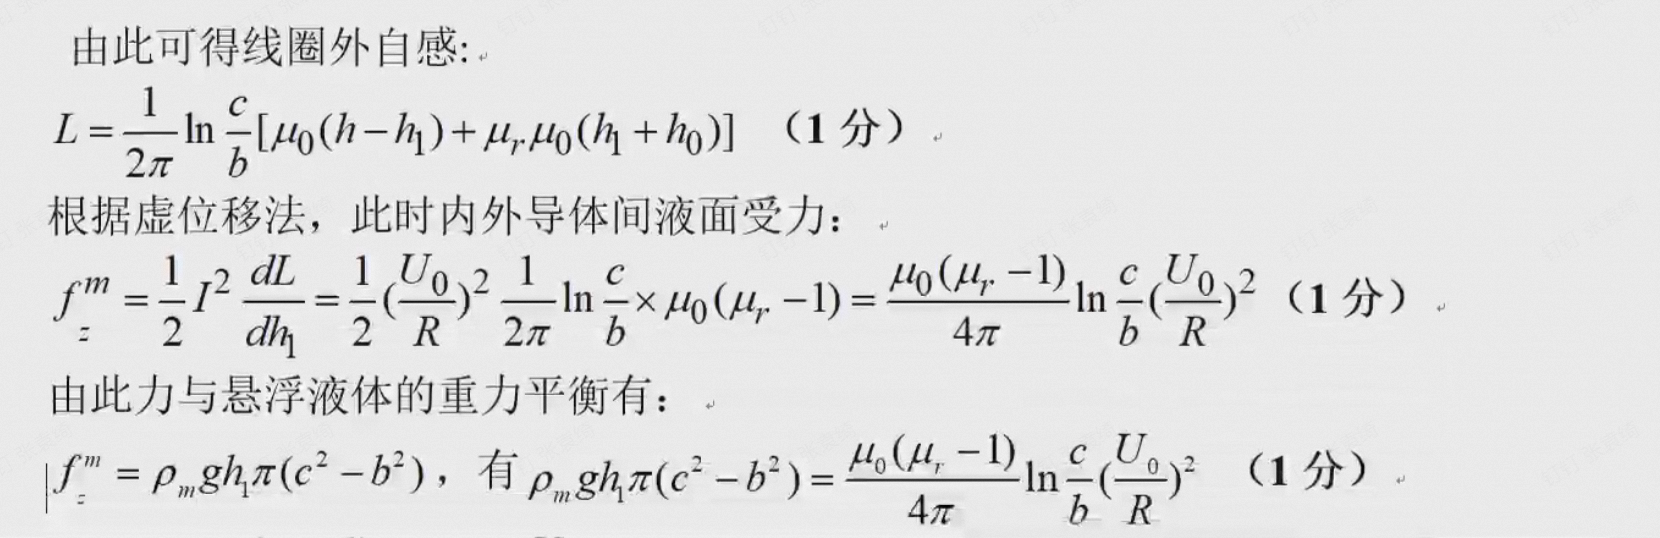 由此可得线圈外自感:
L=\frac{1}{2\pi}\ln\frac{c}{b}[\mu_0(h-h_1)+\mu_r\mu_0(h_1+h_0)] （1分）
根据虚位移法，此时内外导体间液面受力：
f_z^m=\frac{1}{2}I^2\frac{dL}{dh_1}=\frac{1}{2}(\frac{U_0}{R})^2\frac{1}{2\pi}\ln\frac{c}{b}×\mu_0(\mu_r-1)=\frac{\mu_0(\mu_r-1)}{4\pi}\ln\frac{c}{b}(\frac{U_0}{R})^2（1分）
由此力与悬浮液体的重力平衡有：
f_z^m=\rho_m gh_1\pi(c^2-b^2)，有\rho_m gh_1\pi(c^2-b^2)=\frac{\mu_0(\mu_r-1)}{4\pi}\ln\frac{c}{b}(\frac{U_0}{R})^2 （1分）